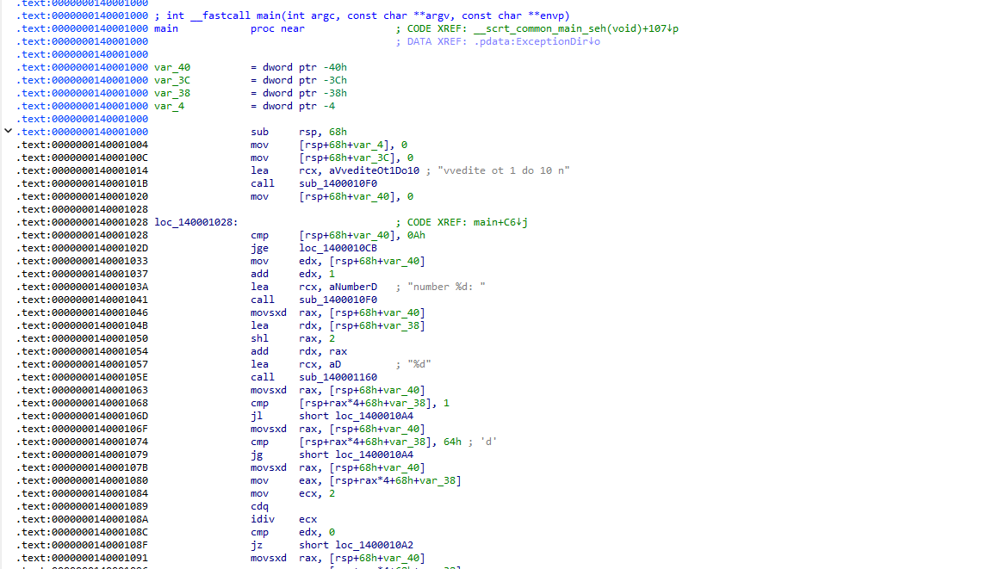 .text:0000000140001000
.text:0000000140001000 ; int __fastcall main(int argc, const char **argv, const char **envp)
.text:0000000140001000 main proc near ; CODE XREF: __scrt_common_main_seh(void)+107↓p
.text:0000000140001000 ; DATA XREF: .pdata:ExceptionDir↓o
.text:0000000140001000
.text:0000000140001000 var_40 = dword ptr -40h
.text:0000000140001000 var_3C = dword ptr -3Ch
.text:0000000140001000 var_38 = dword ptr -38h
.text:0000000140001000 var_4 = dword ptr -4
.text:0000000140001000
.text:0000000140001000 sub rsp, 68h
.text:0000000140001004 mov [rsp+68h+var_4], 0
.text:000000014000100C mov [rsp+68h+var_3C], 0
.text:0000000140001014 lea rcx, aVvediteOt1Do10 ; "vvedite ot 1 do 10 n"
.text:000000014000101B call sub_1400010F0
.text:0000000140001020 mov [rsp+68h+var_40], 0
.text:0000000140001028
.text:0000000140001028 loc_140001028: ; CODE XREF: main+C6↓j
.text:0000000140001028 cmp [rsp+68h+var_40], 0Ah
.text:000000014000102D jge loc_1400010CB
.text:0000000140001033 mov edx, [rsp+68h+var_40]
.text:0000000140001037 add edx, 1
.text:000000014000103A lea rcx, aNumberD ; "number %d: "
.text:0000000140001041 call sub_1400010F0
.text:0000000140001046 movsxd rax, [rsp+68h+var_40]
.text:000000014000104B lea rdx, [rsp+68h+var_38]
.text:0000000140001050 shl rax, 2
.text:0000000140001054 add rdx, rax
.text:0000000140001057 lea rcx, aD ; "%d"
.text:000000014000105E call sub_140001160
.text:0000000140001063 movsxd rax, [rsp+68h+var_40]
.text:0000000140001068 cmp [rsp+rax*4+68h+var_38], 1
.text:000000014000106D jl short loc_1400010A4
.text:000000014000106F movsxd rax, [rsp+68h+var_40]
.text:0000000140001074 cmp [rsp+rax*4+68h+var_38], 64h ; 'd'
.text:0000000140001079 jg short loc_1400010A4
.text:000000014000107B movsxd rax, [rsp+68h+var_40]
.text:0000000140001080 mov eax, [rsp+rax*4+68h+var_38]
.text:0000000140001084 mov ecx, 2
.text:0000000140001089 cdq
.text:000000014000108A idiv ecx
.text:000000014000108C cmp edx, 0
.text:000000014000108F jz short loc_1400010A2
.text:0000000140001091 movsxd rax, [rsp+68h+var_40]